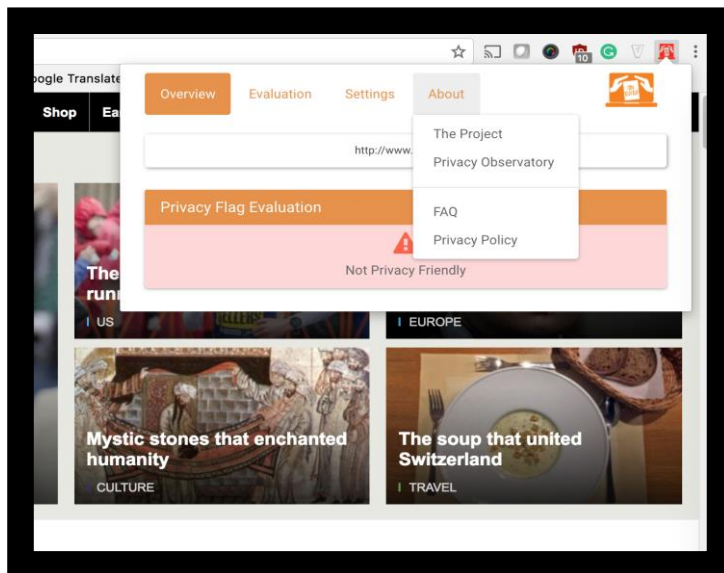 10
oogle Translate
Shop Ea
Overview Evaluation Settings About
http://www.
The Project
Privacy Observatory
FAQ
Privacy Policy
Privacy Flag Evaluation
Not Privacy Friendly
The
runn
US
EUROPE
Mystic stones that enchanted
humanity
CULTURE
The soup that united
Switzerland
TRAVEL